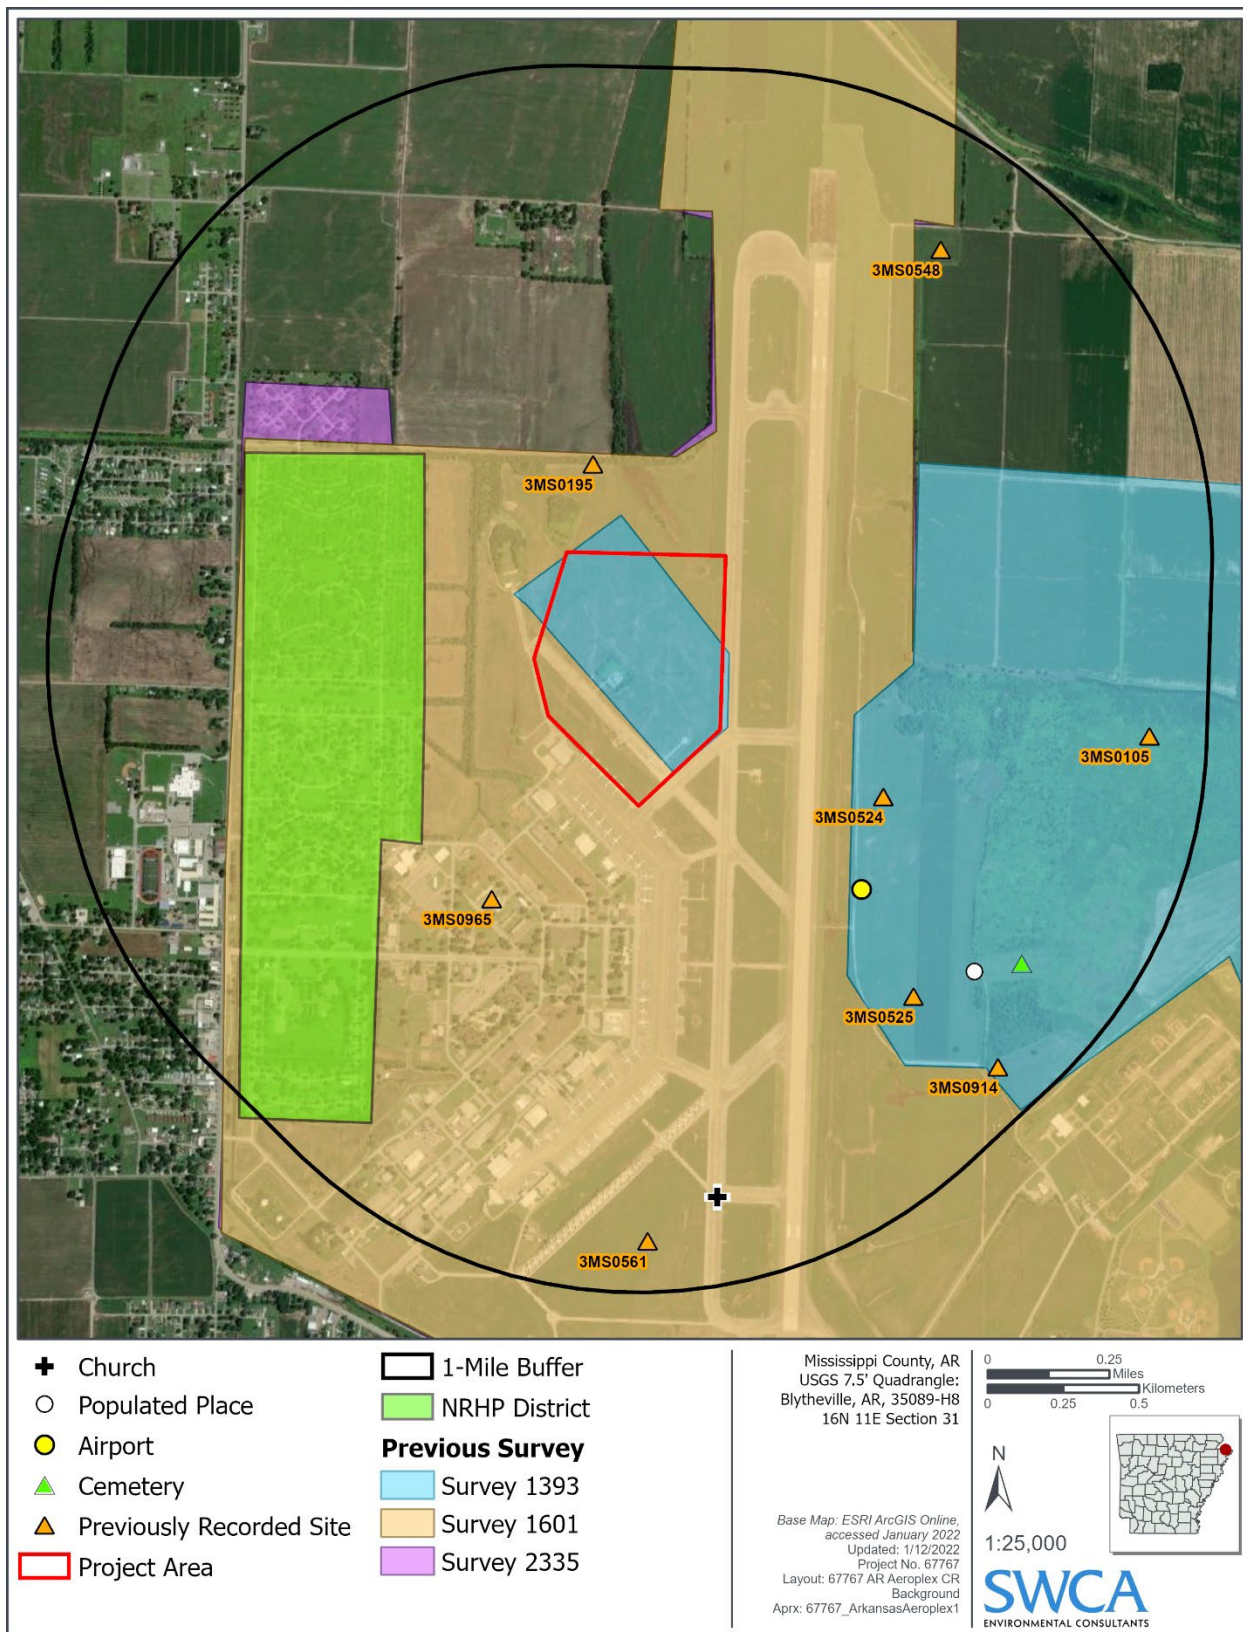 3MS0548
3MS0195
3MS0105
3MS0524
3MS0965
3MS0525
3MS0914
3MS0561
Church
Populated Place
Airport
Cemetery
Previously Recorded Site
Project Area
1-Mile Buffer
NRHP District
Previous Survey
Survey 1393
Survey 1601
Survey 2335
Mississippi County, AR
USGS 7.5' Quadrangle:
Blytheville, AR, 35089-H8
16N 11E Section 31
Base Map: ESRI ArcGIS Online,
accessed January 2022
Updated: 1/12/2022
Project No. 67767
Layout: 67767 AR Aeroplex CR
Background
Aprx: 67767_ArkansasAeroplex1
0 0.25
Miles
Kilometers
0 0.25 0.5
N
1:25,000
SWCA
ENVIRONMENTAL CONSULTANTS